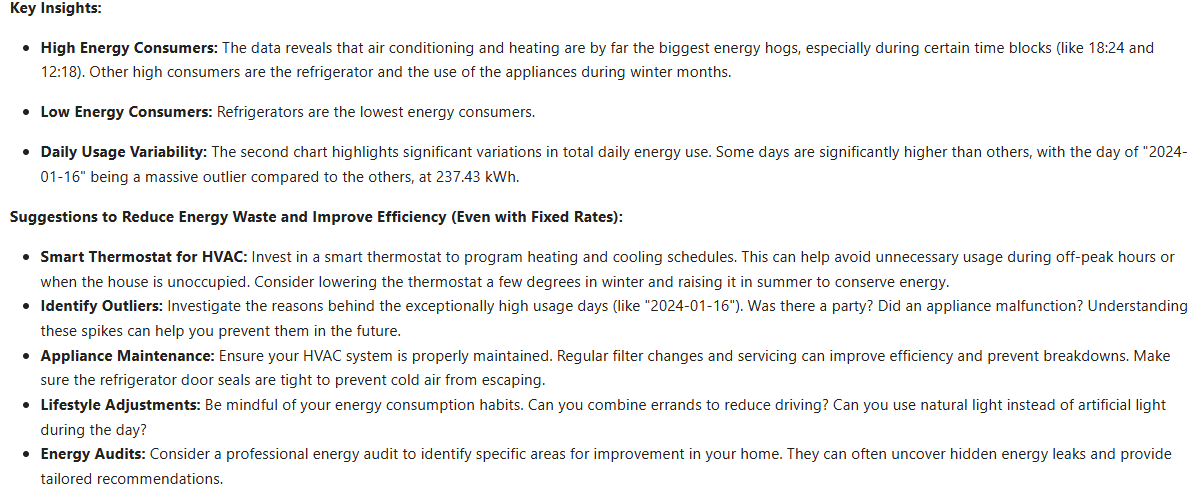 Key Insights:
• High Energy Consumers: The data reveals that air conditioning and heating are by far the biggest energy hogs, especially during certain time blocks (like 18:24 and
12:18). Other high consumers are the refrigerator and the use of the appliances during winter months.
• Low Energy Consumers: Refrigerators are the lowest energy consumers.
• Daily Usage Variability: The second chart highlights significant variations in total daily energy use. Some days are significantly higher than others, with the day of "2024-
01-16" being a massive outlier compared to the others, at 237.43 kWh.
Suggestions to Reduce Energy Waste and Improve Efficiency (Even with Fixed Rates):
• Smart Thermostat for HVAC: Invest in a smart thermostat to program heating and cooling schedules. This can help avoid unnecessary usage during off-peak hours or
when the house is unoccupied. Consider lowering the thermostat a few degrees in winter and raising it in summer to conserve energy.
• Identify Outliers: Investigate the reasons behind the exceptionally high usage days (like "2024-01-16"). Was there a party? Did an appliance malfunction? Understanding
these spikes can help you prevent them in the future.
• Appliance Maintenance: Ensure your HVAC system is properly maintained. Regular filter changes and servicing can improve efficiency and prevent breakdowns. Make
sure the refrigerator door seals are tight to prevent cold air from escaping.
• Lifestyle Adjustments: Be mindful of your energy consumption habits. Can you combine errands to reduce driving? Can you use natural light instead of artificial light
during the day?
• Energy Audits: Consider a professional energy audit to identify specific areas for improvement in your home. They can often uncover hidden energy leaks and provide
tailored recommendations.